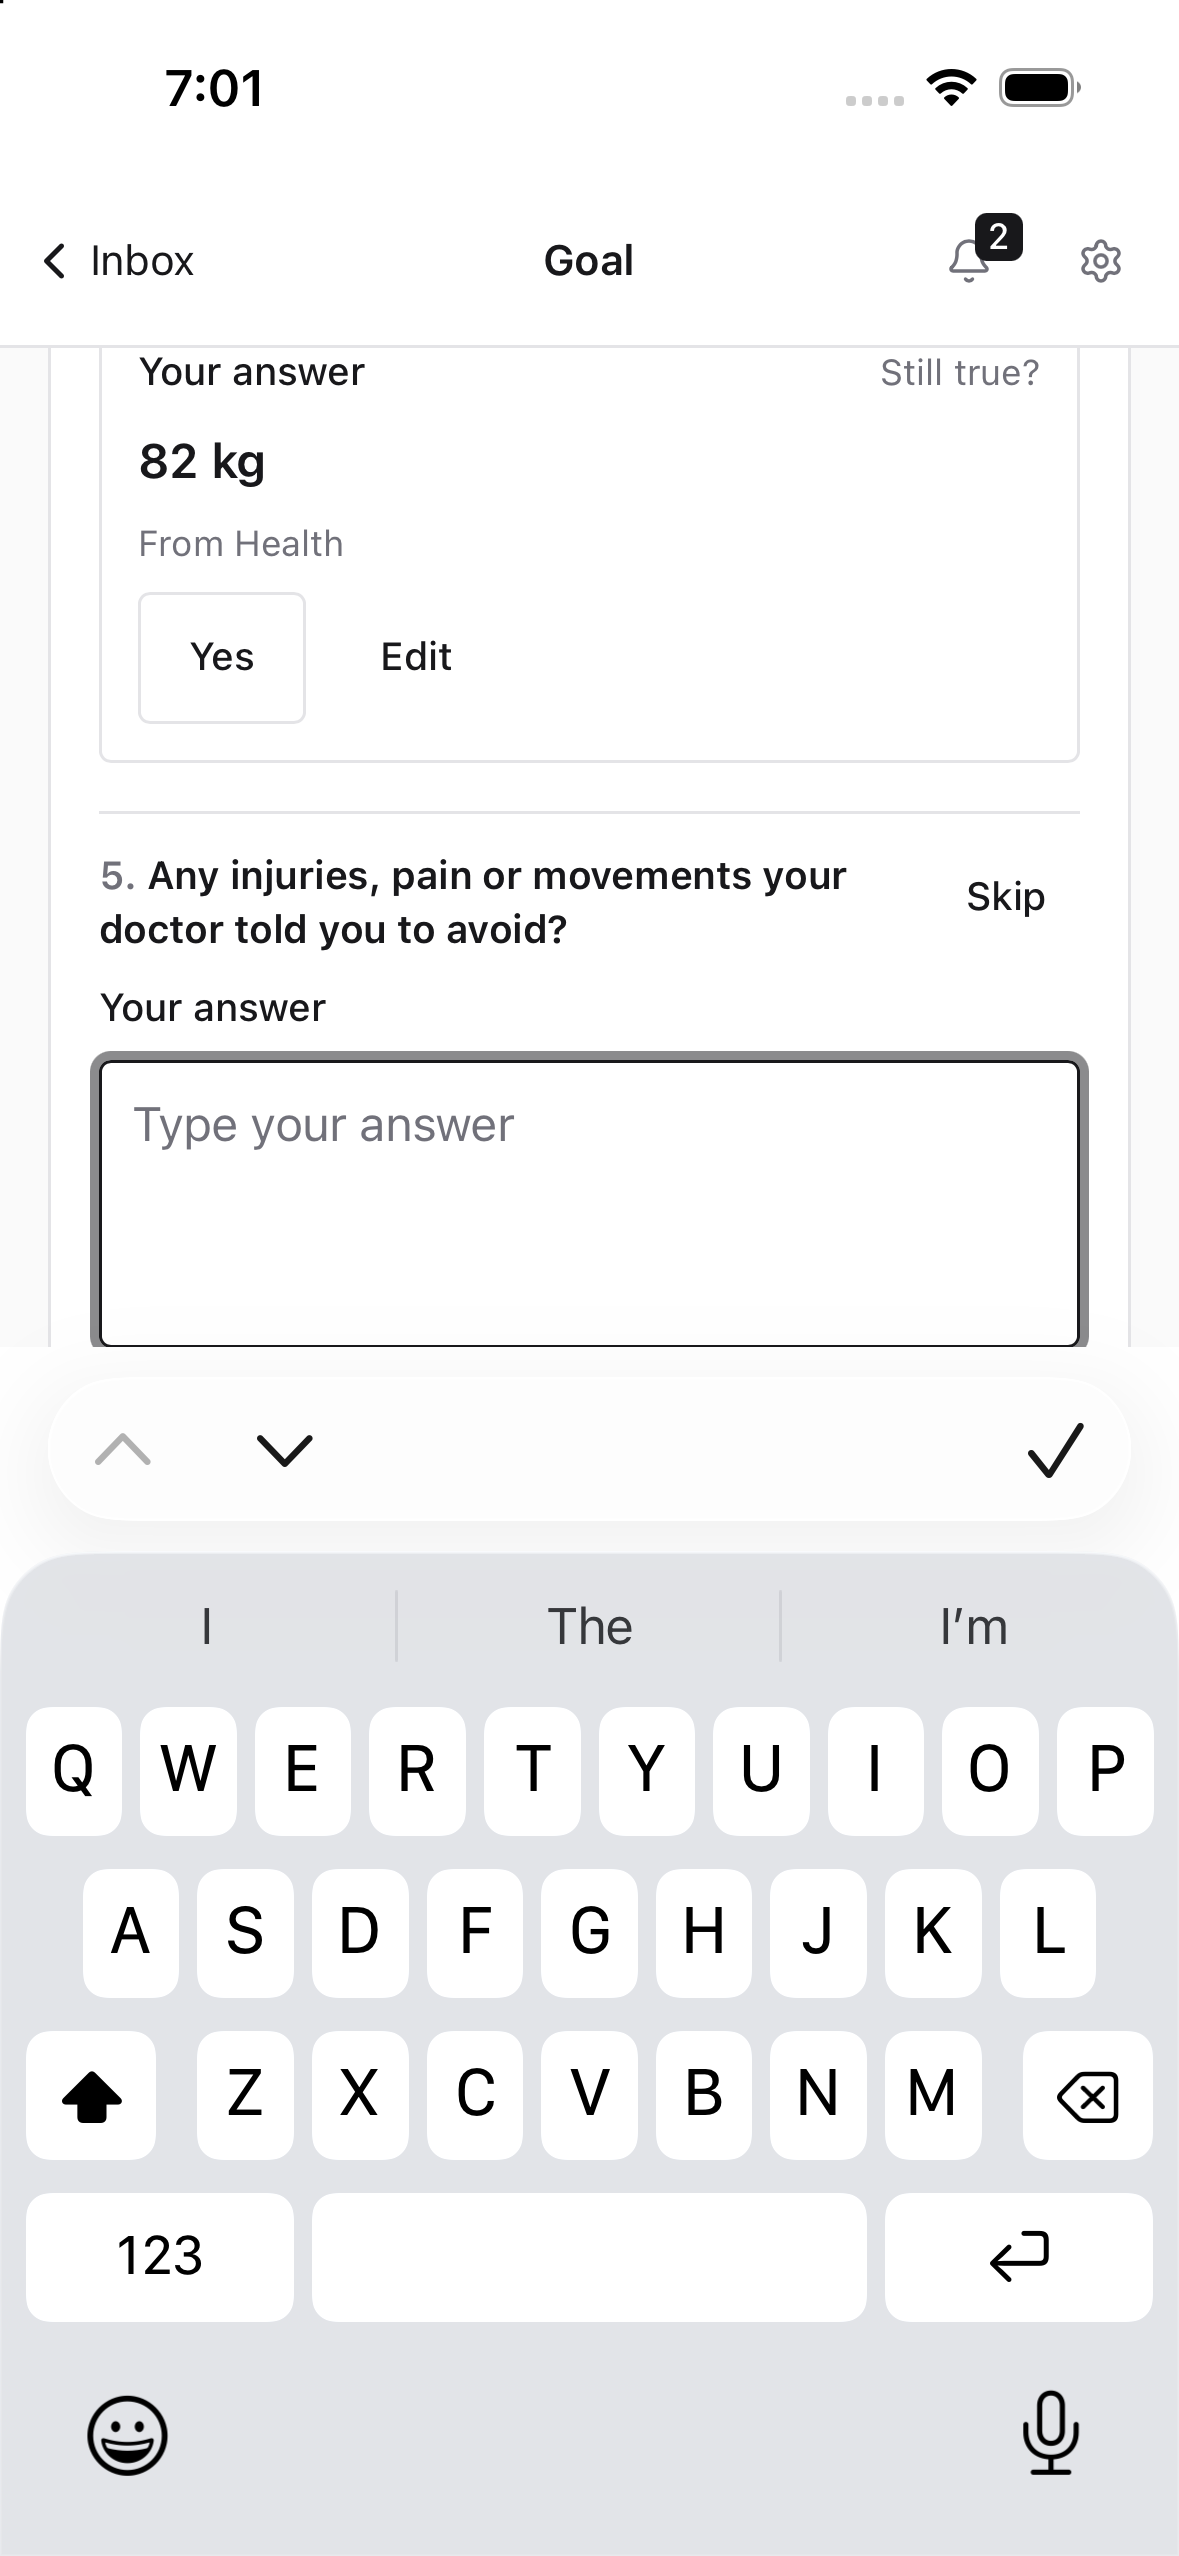 7:01
Inbox
Goal
2
Your answer
Still true?
82 kg
From Health
Yes
Edit
5. Any injuries, pain or movements your
doctor told you to avoid?
Skip
Your answer
Type your answer
I
The
I’m
Q W E R T Y U I O P
A S D F G H J K L
Z X C V B N M
123